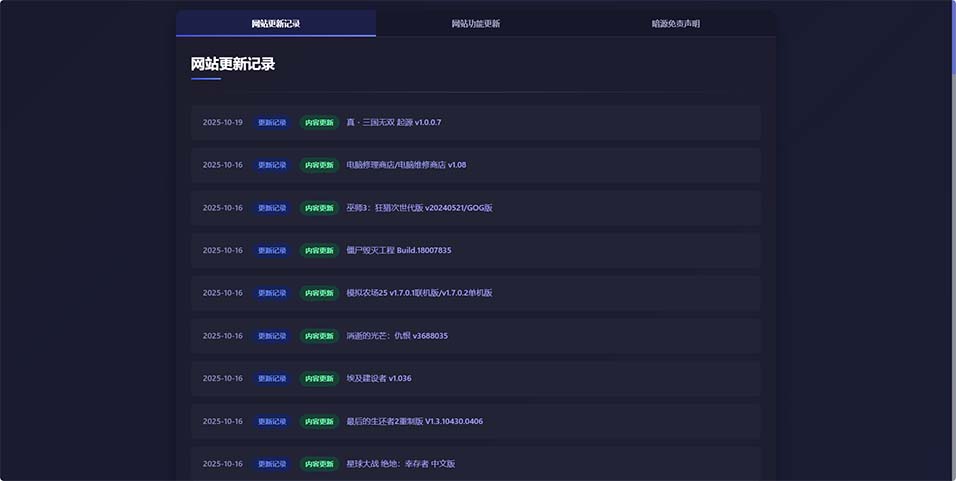 网站更新记录 网站功能更新 暗源免责声明
网站更新记录
2025-10-19 更新记录 内容更新 真·三国无双 起源 v1.0.0.7
2025-10-16 更新记录 内容更新 电脑修理商店/电脑维修商店 v1.08
2025-10-16 更新记录 内容更新 巫师3：狂猎次世代版 v20240521/GOG版
2025-10-16 更新记录 内容更新 僵尸毁灭工程 Build.18007835
2025-10-16 更新记录 内容更新 模拟农场25 v1.7.0.1联机版/v1.7.0.2单机版
2025-10-16 更新记录 内容更新 消逝的光芒：仇恨 v3688035
2025-10-16 更新记录 内容更新 埃及建设者 v1.036
2025-10-16 更新记录 内容更新 最后的生还者2重制版 V1.3.10430.0406
2025-10-16 更新记录 内容更新 星球大战 绝地：幸存者 中文版